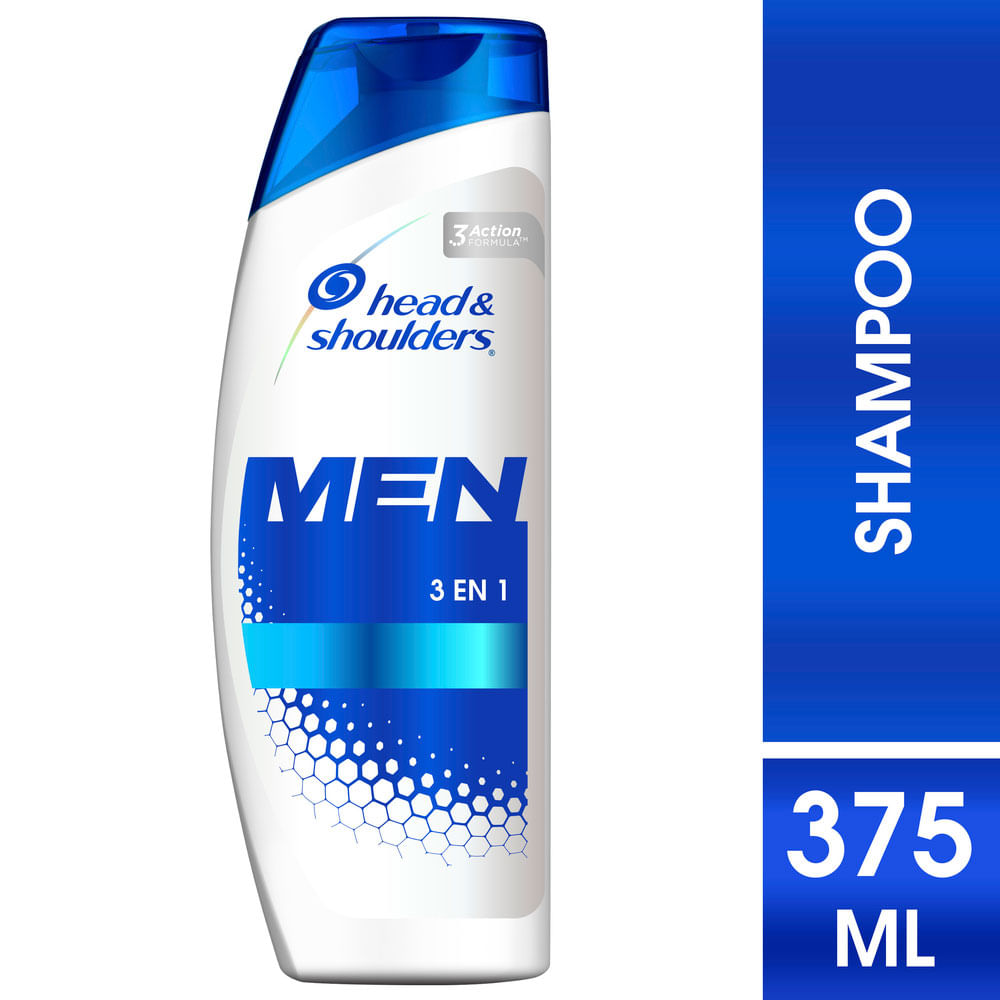 3 Action
FORMULA™
head &
shoulders®
MEN
3 EN 1
SHAMPOO
375
ML